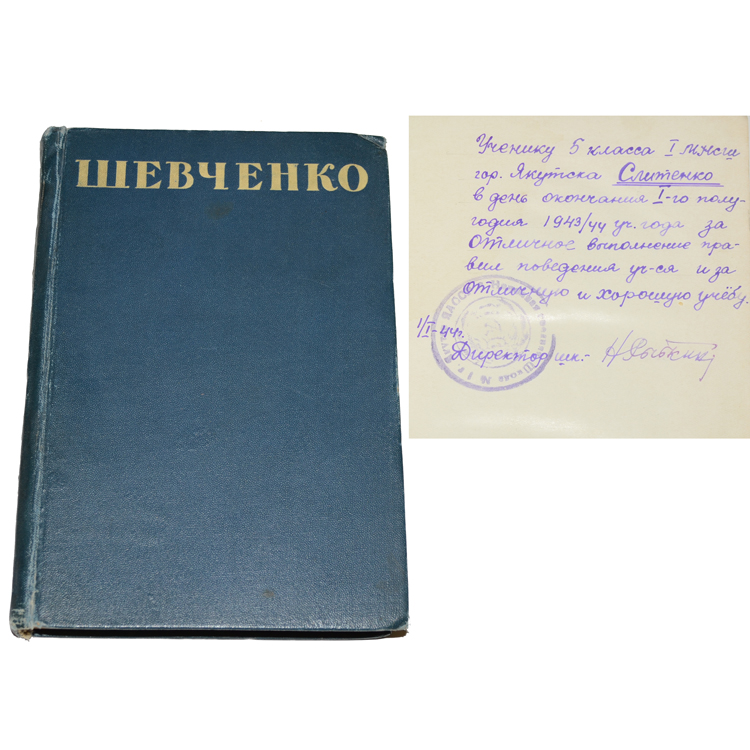 ШЕВЧЕНКО
Ученику 5 класса I мнсш
гор. Якутска Слитенко
в день окончания I-го полу-
годия 1943/44 уч. года за
отличное выполнение пра-
вил поведения уч-ся и за
отличную и хорошую учёбу.
1/I-44г.
Директор шк.-